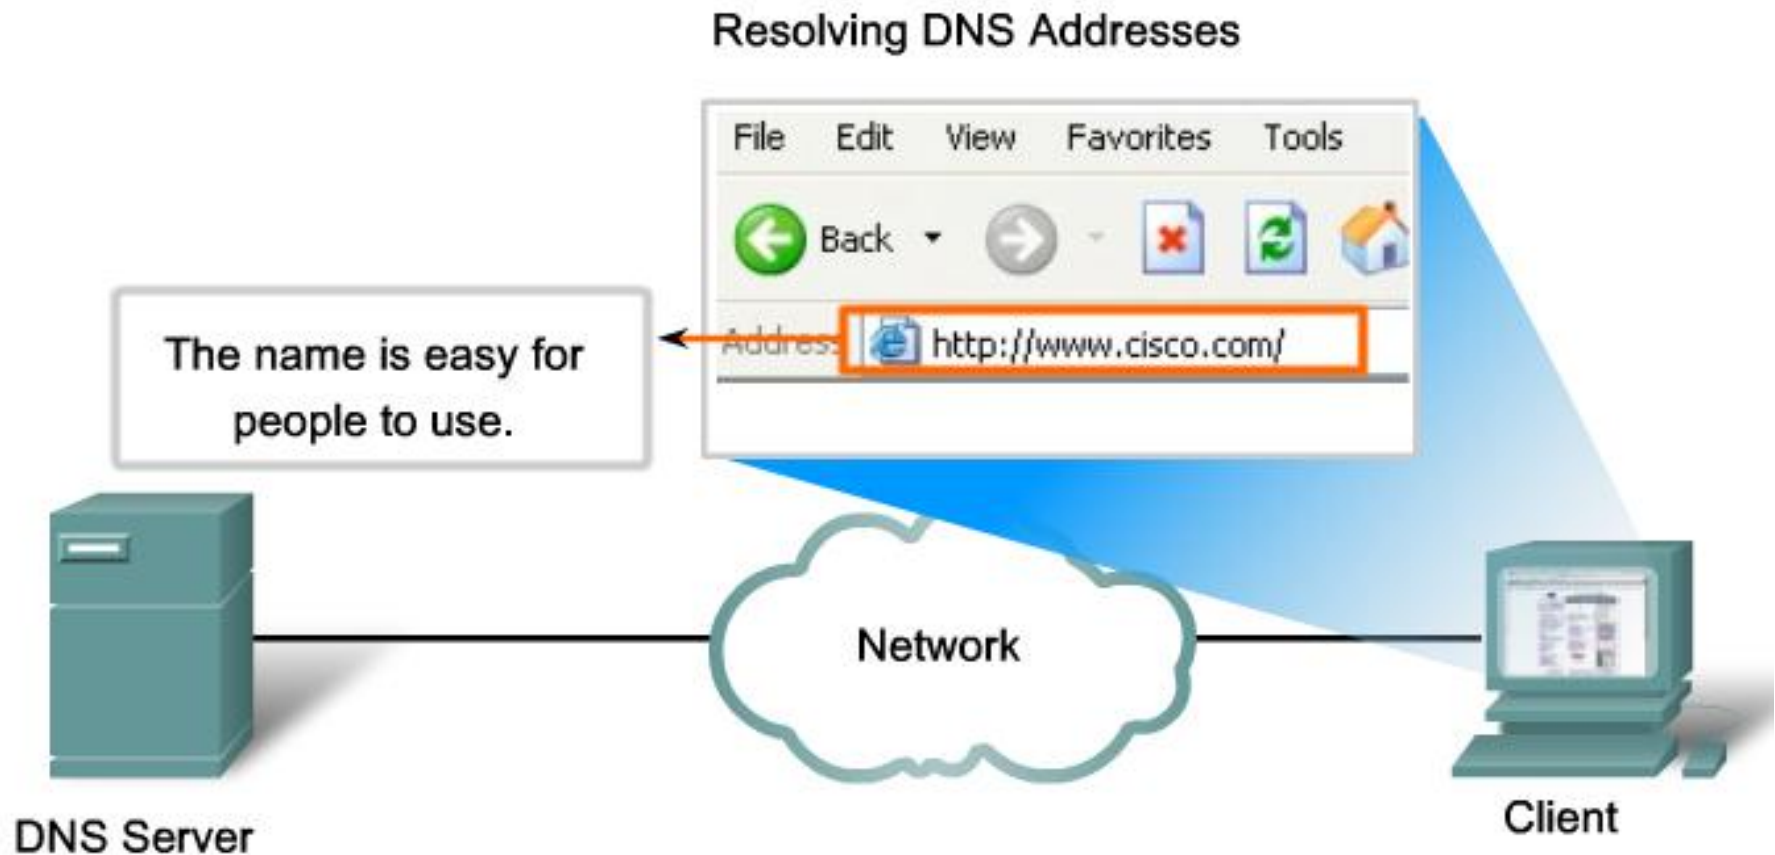 Resolving DNS Addresses
File Edit View Favorites Tools
Back
Address http://www.cisco.com/
The name is easy for
people to use.
Network
DNS Server
Client